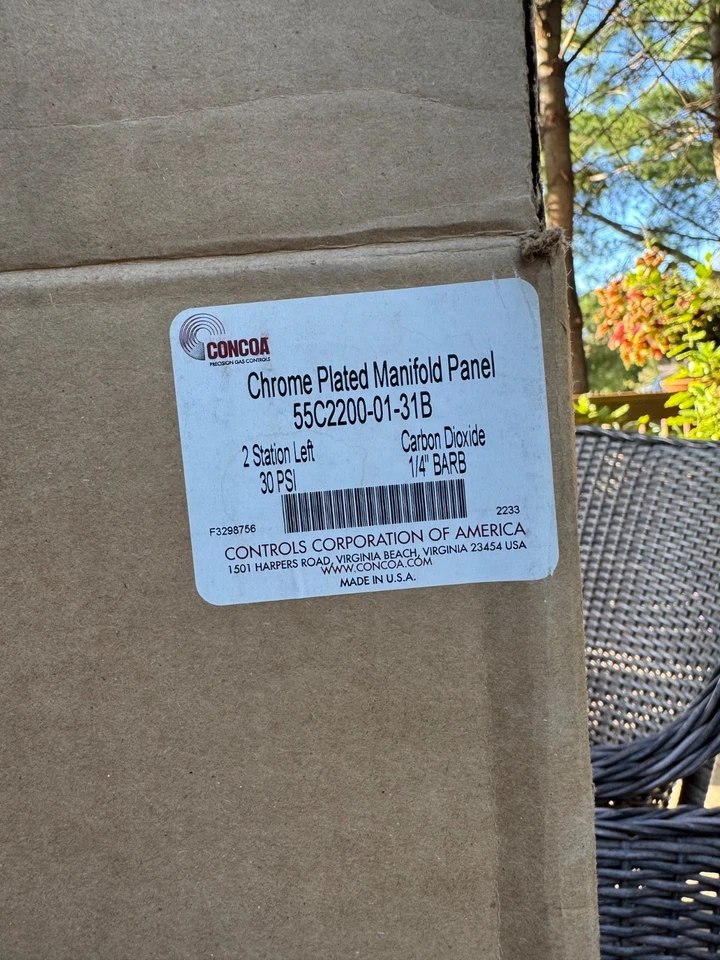 CONCOA
PRECISION GAS CONTROLS
Chrome Plated Manifold Panel
55C2200-01-31B
2 Station Left
Carbon Dioxide
30 PSI
1/4" BARB
F3298756
2233
CONTROLS CORPORATION OF AMERICA
1501 HARPERS ROAD, VIRGINIA BEACH, VIRGINIA 23454 USA
WWW.CONCOA.COM
MADE IN U.S.A.